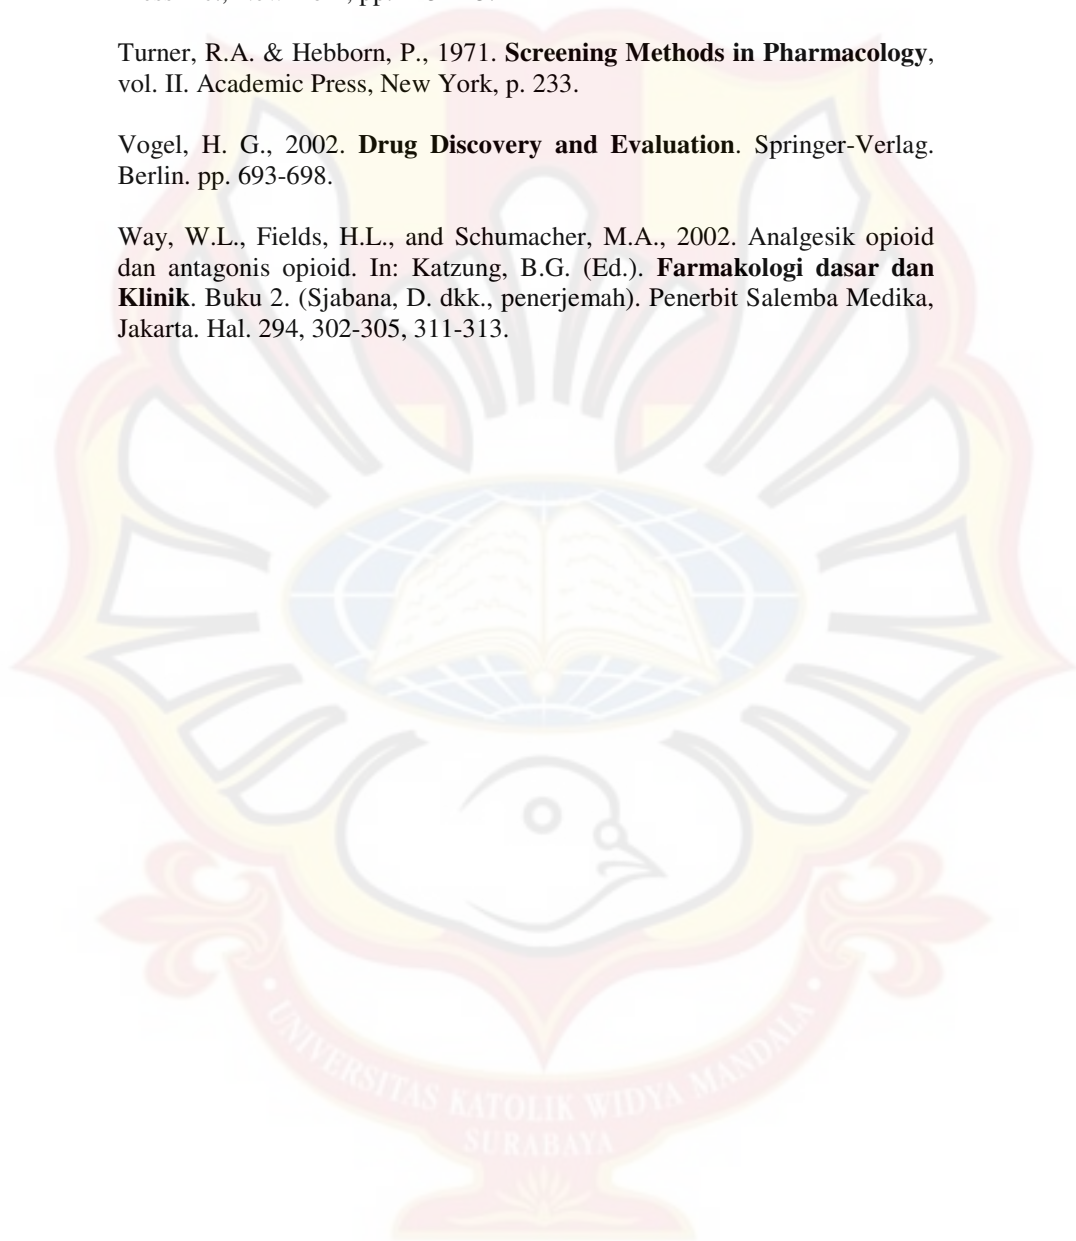 Turner, R.A. & Hebborn, P., 1971. Screening Methods in Pharmacology,
vol. II. Academic Press, New York, p. 233.
Vogel, H. G., 2002. Drug Discovery and Evaluation. Springer-Verlag.
Berlin. pp. 693-698.
Way, W.L., Fields, H.L., and Schumacher, M.A., 2002. Analgesik opioid
dan antagonis opioid. In: Katzung, B.G. (Ed.). Farmakologi dasar dan
Klinik. Buku 2. (Sjabana, D. dkk., penerjemah). Penerbit Salemba Medika,
Jakarta. Hal. 294, 302-305, 311-313.
UNIVERSITAS KATOLIK WIDYA MANDALA
SURABAYA